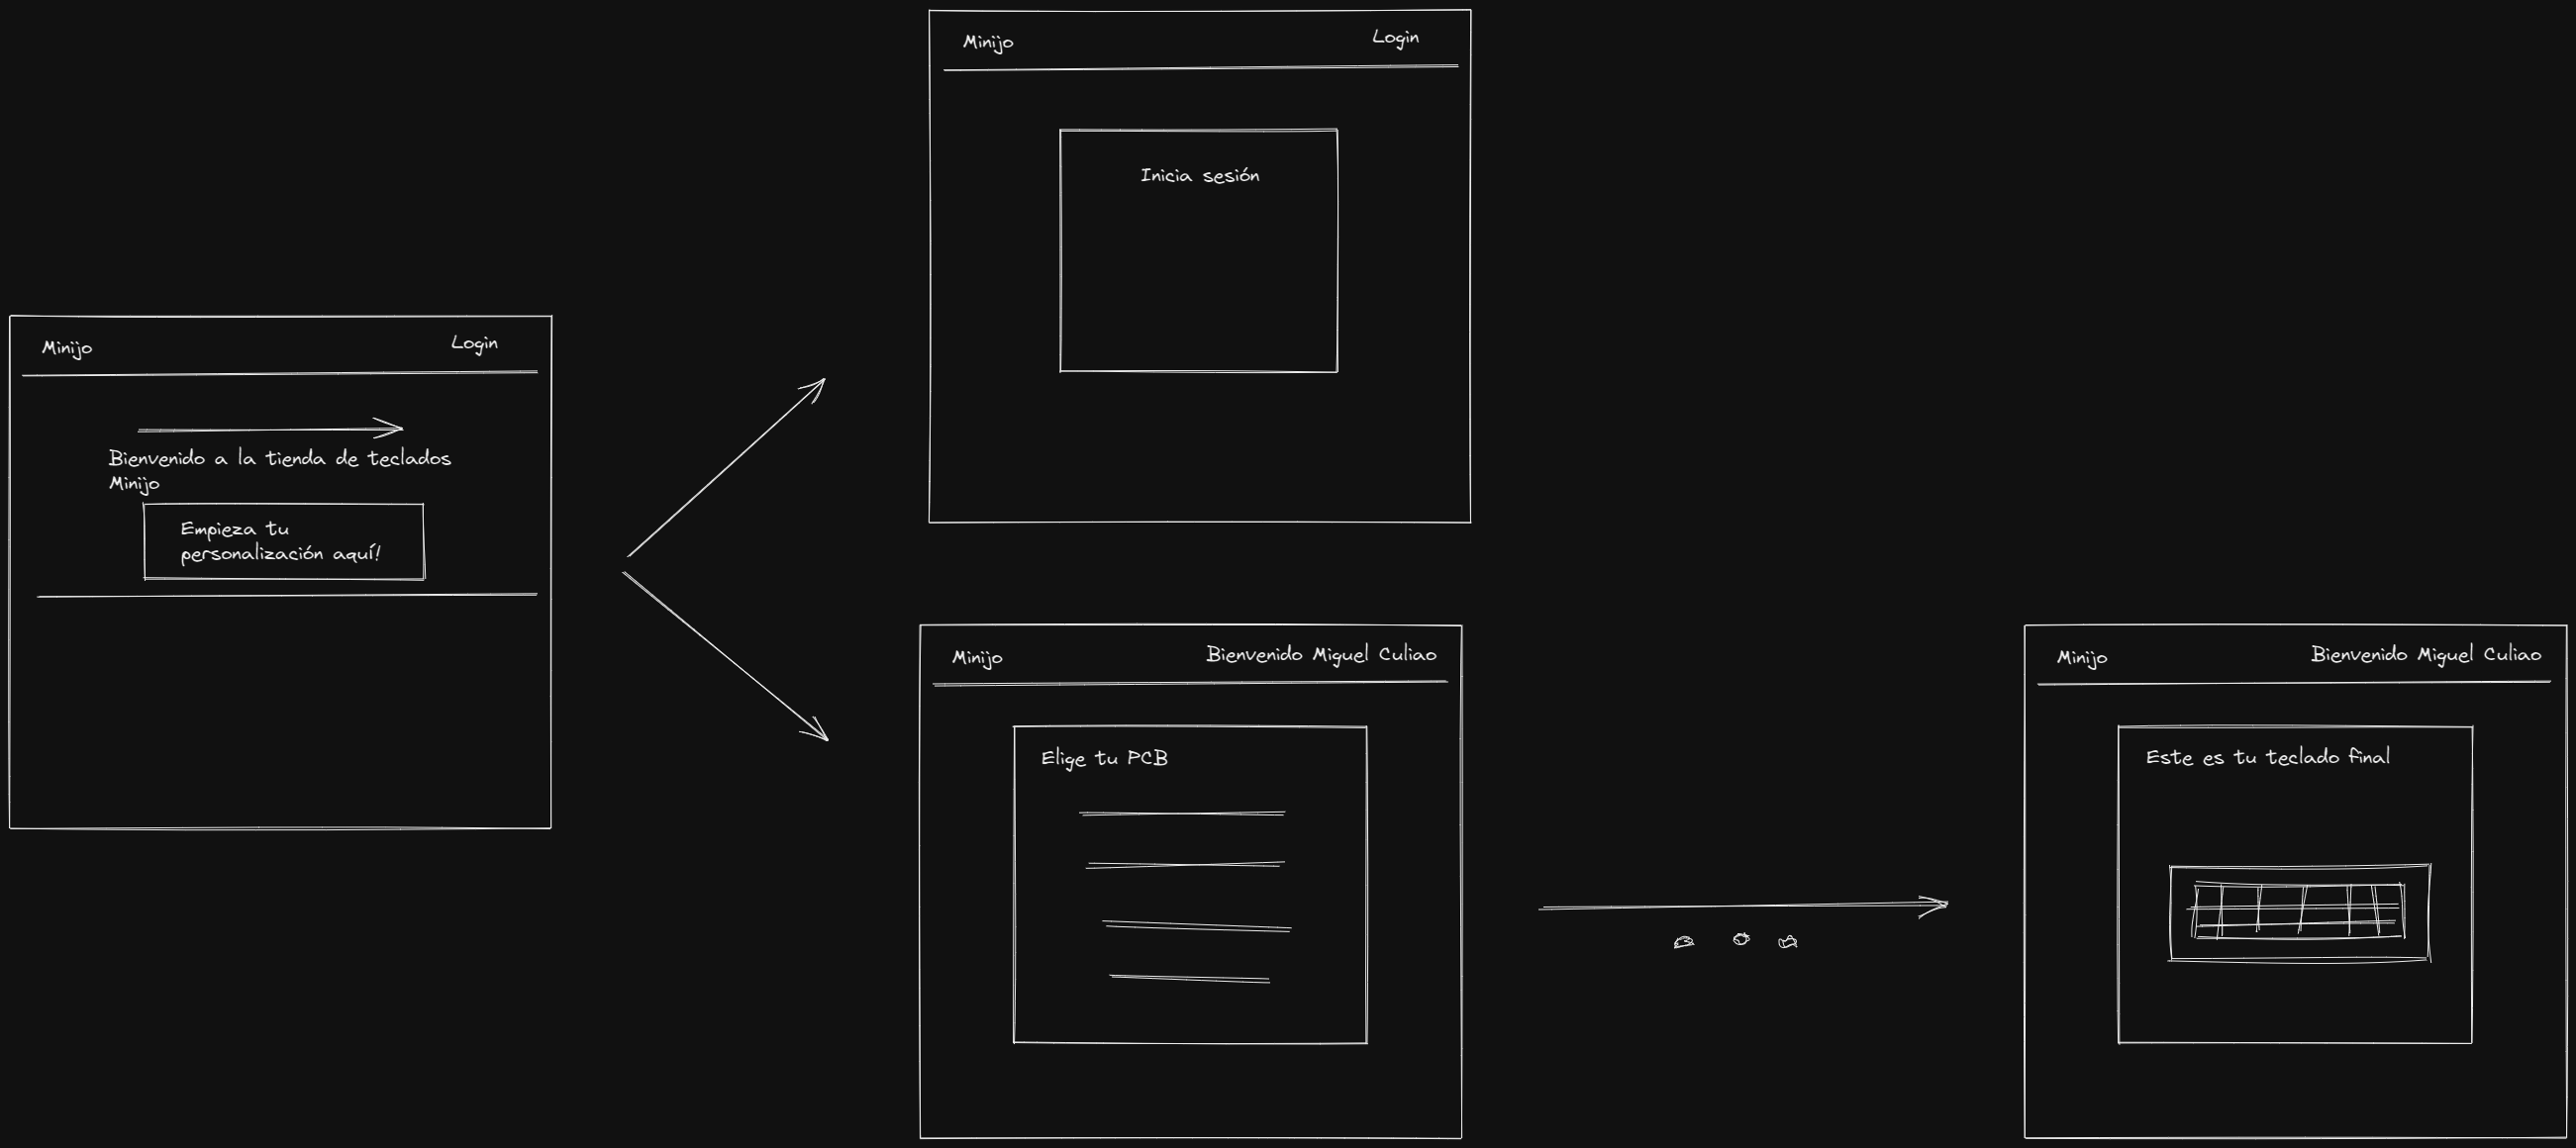 Minijo
Login
Bienvenido a la tienda de teclados
Minijo
Empieza tu
personalización aquí!
Minijo
Login
Inicia sesión
Minijo
Bienvenido Miguel Culiao
Elige tu PCB
Minijo
Bienvenido Miguel Culiao
Este es tu teclado final